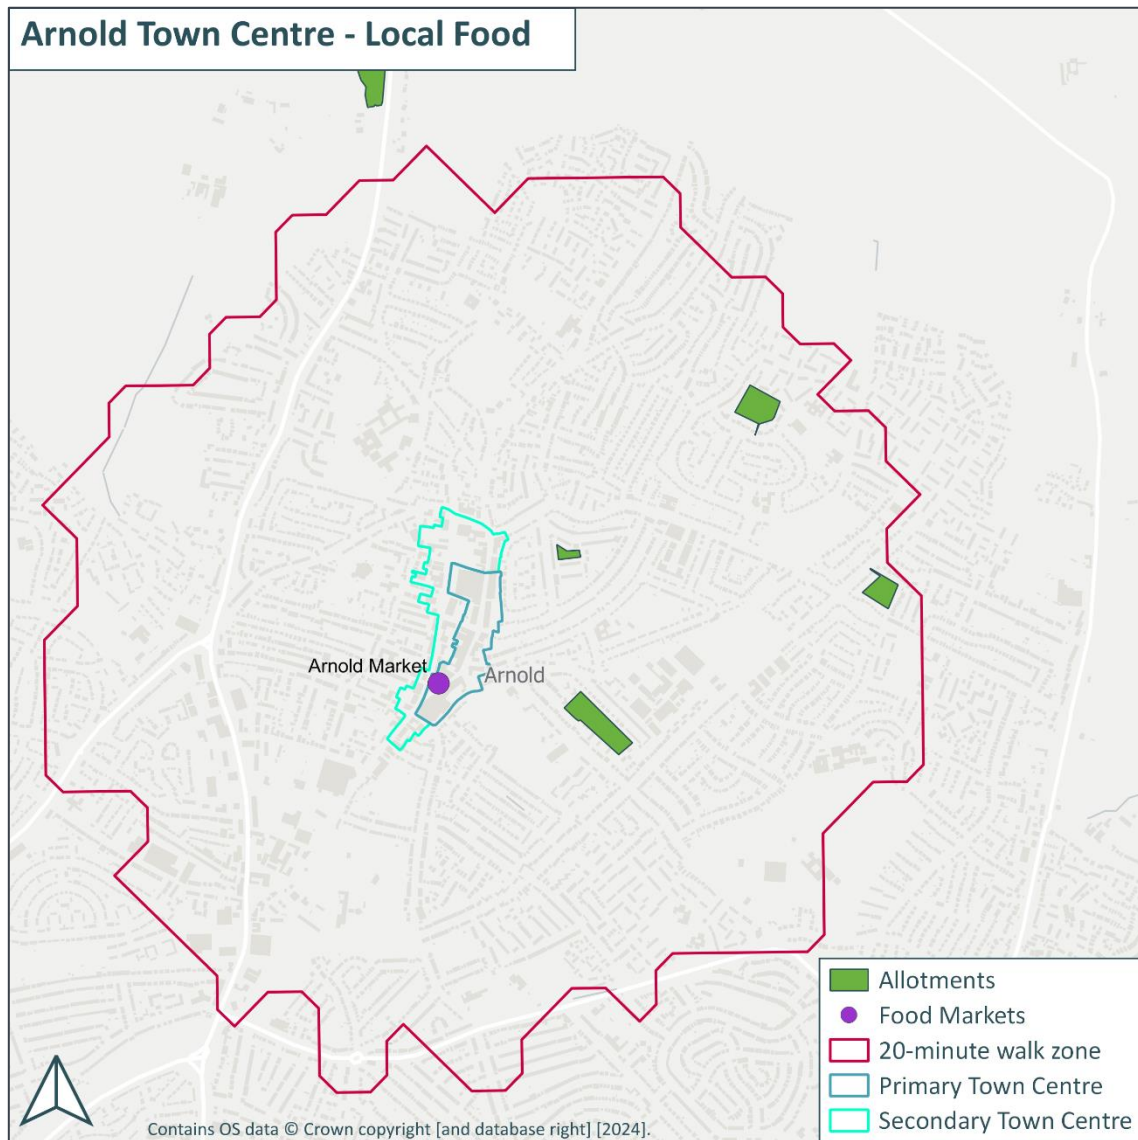 Arnold Town Centre - Local Food
Arnold Market
Arnold
Allotments
Food Markets
20-minute walk zone
Primary Town Centre
Secondary Town Centre
Contains OS data © Crown copyright [and database right] [2024].